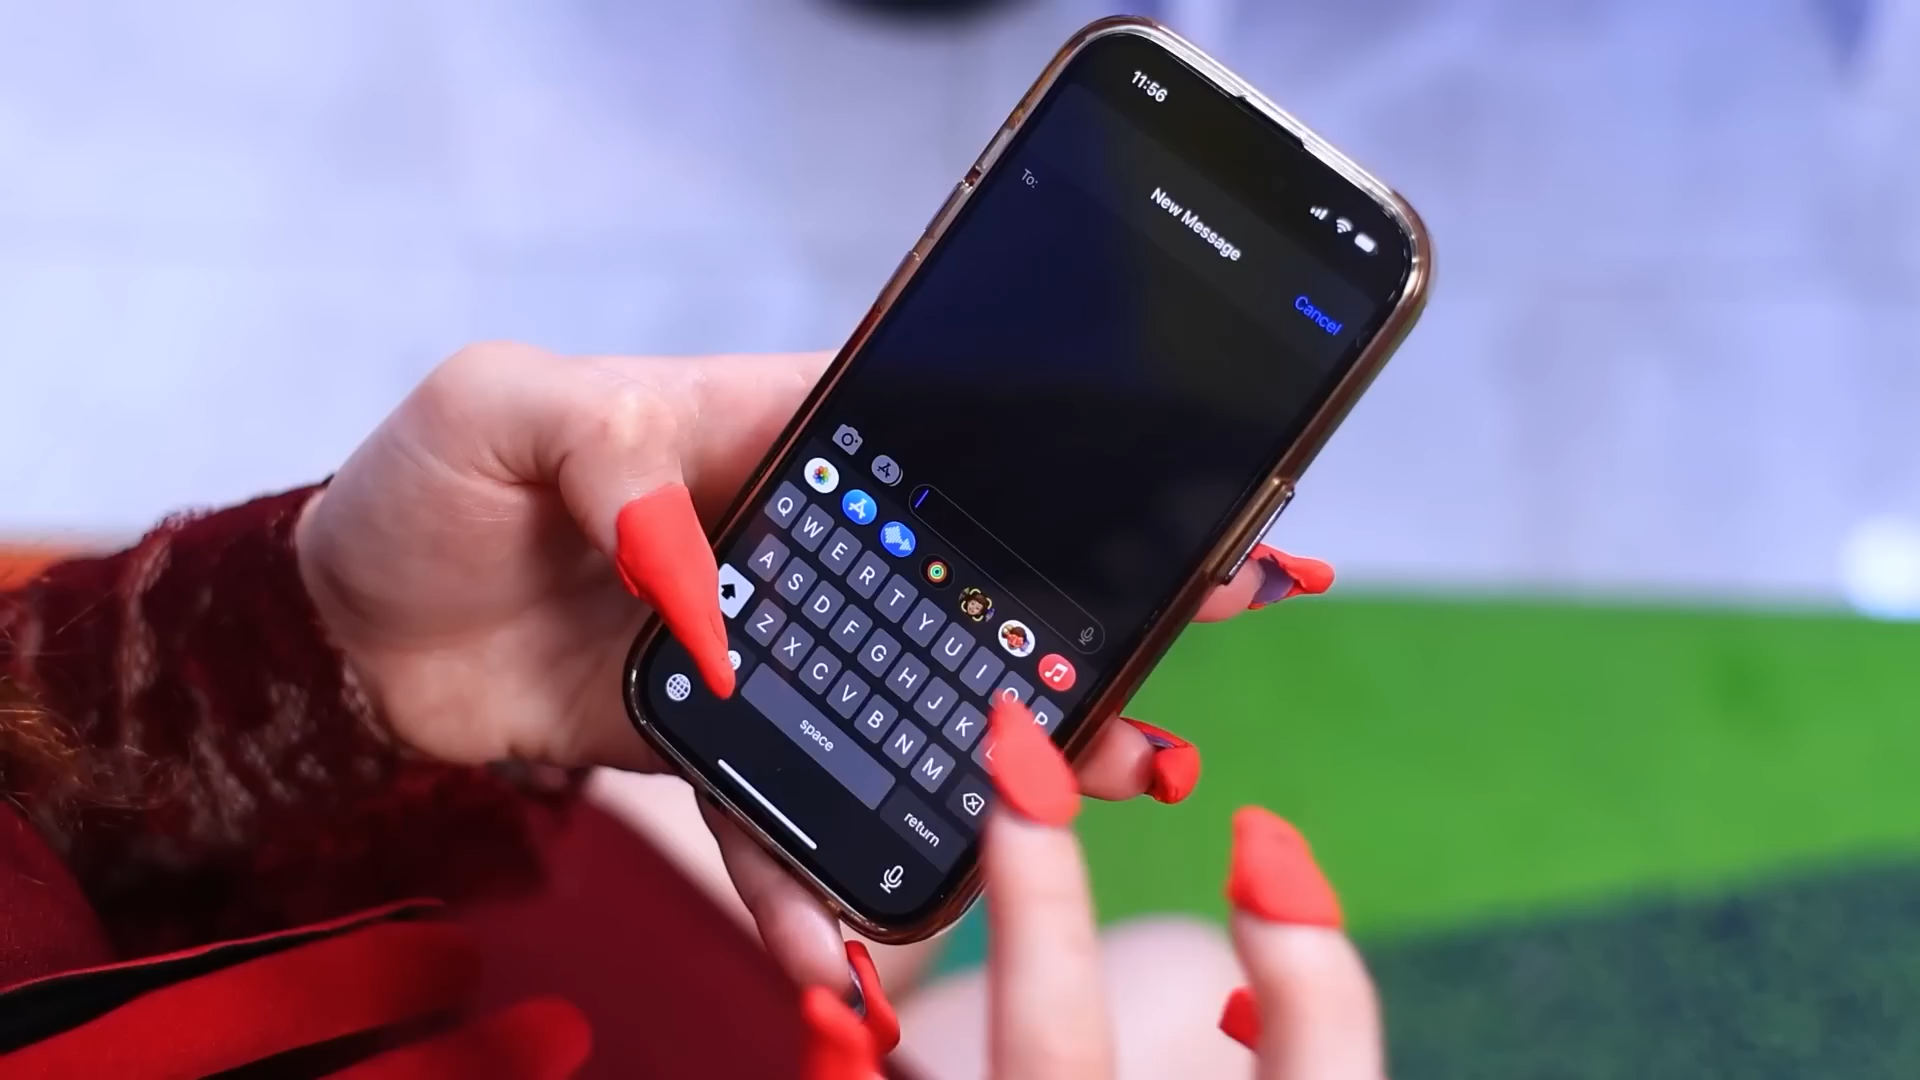 11:56
New Message
To:
Cancel
Q W E R T Y U I O P
A S D F G H J K L
Z X C V B N M
space
return